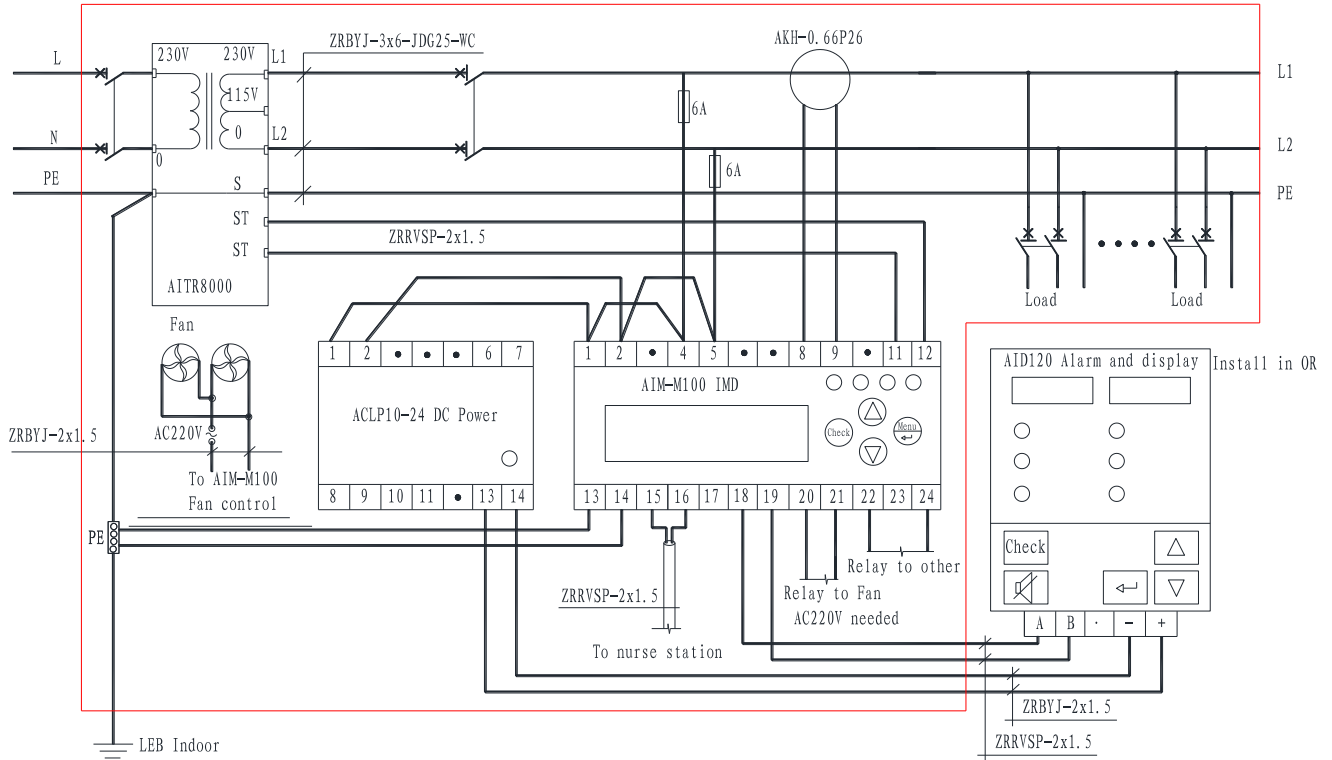 L
N
PE
230V 230V
115V
0
0
L1
L2
S
ST
ST
AITR8000
ZRBYJ-3x6-JDG25-WC
AKH-0.66P26
6A
6A
L1
L2
PE
ZRRVSP-2x1.5
Load
Load
Fan
AC220V
ZRBYJ-2x1.5
To AIM-M100
Fan control
PE
LEB Indoor
1 2 • • • 6 7
ACLP10-24 DC Power
8 9 10 11 • 13 14
1 2 • 4 5 • • 8 9 • 11 12
AIM-M100 IMD
Check
Menu
13 14 15 16 17 18 19 20 21 22 23 24
ZRRVSP-2x1.5
To nurse station
Relay to Fan
AC220V needed
Relay to other
AID120 Alarm and display
Install in OR
Check
A B · - +
ZRBYJ-2x1.5
ZRRVSP-2x1.5